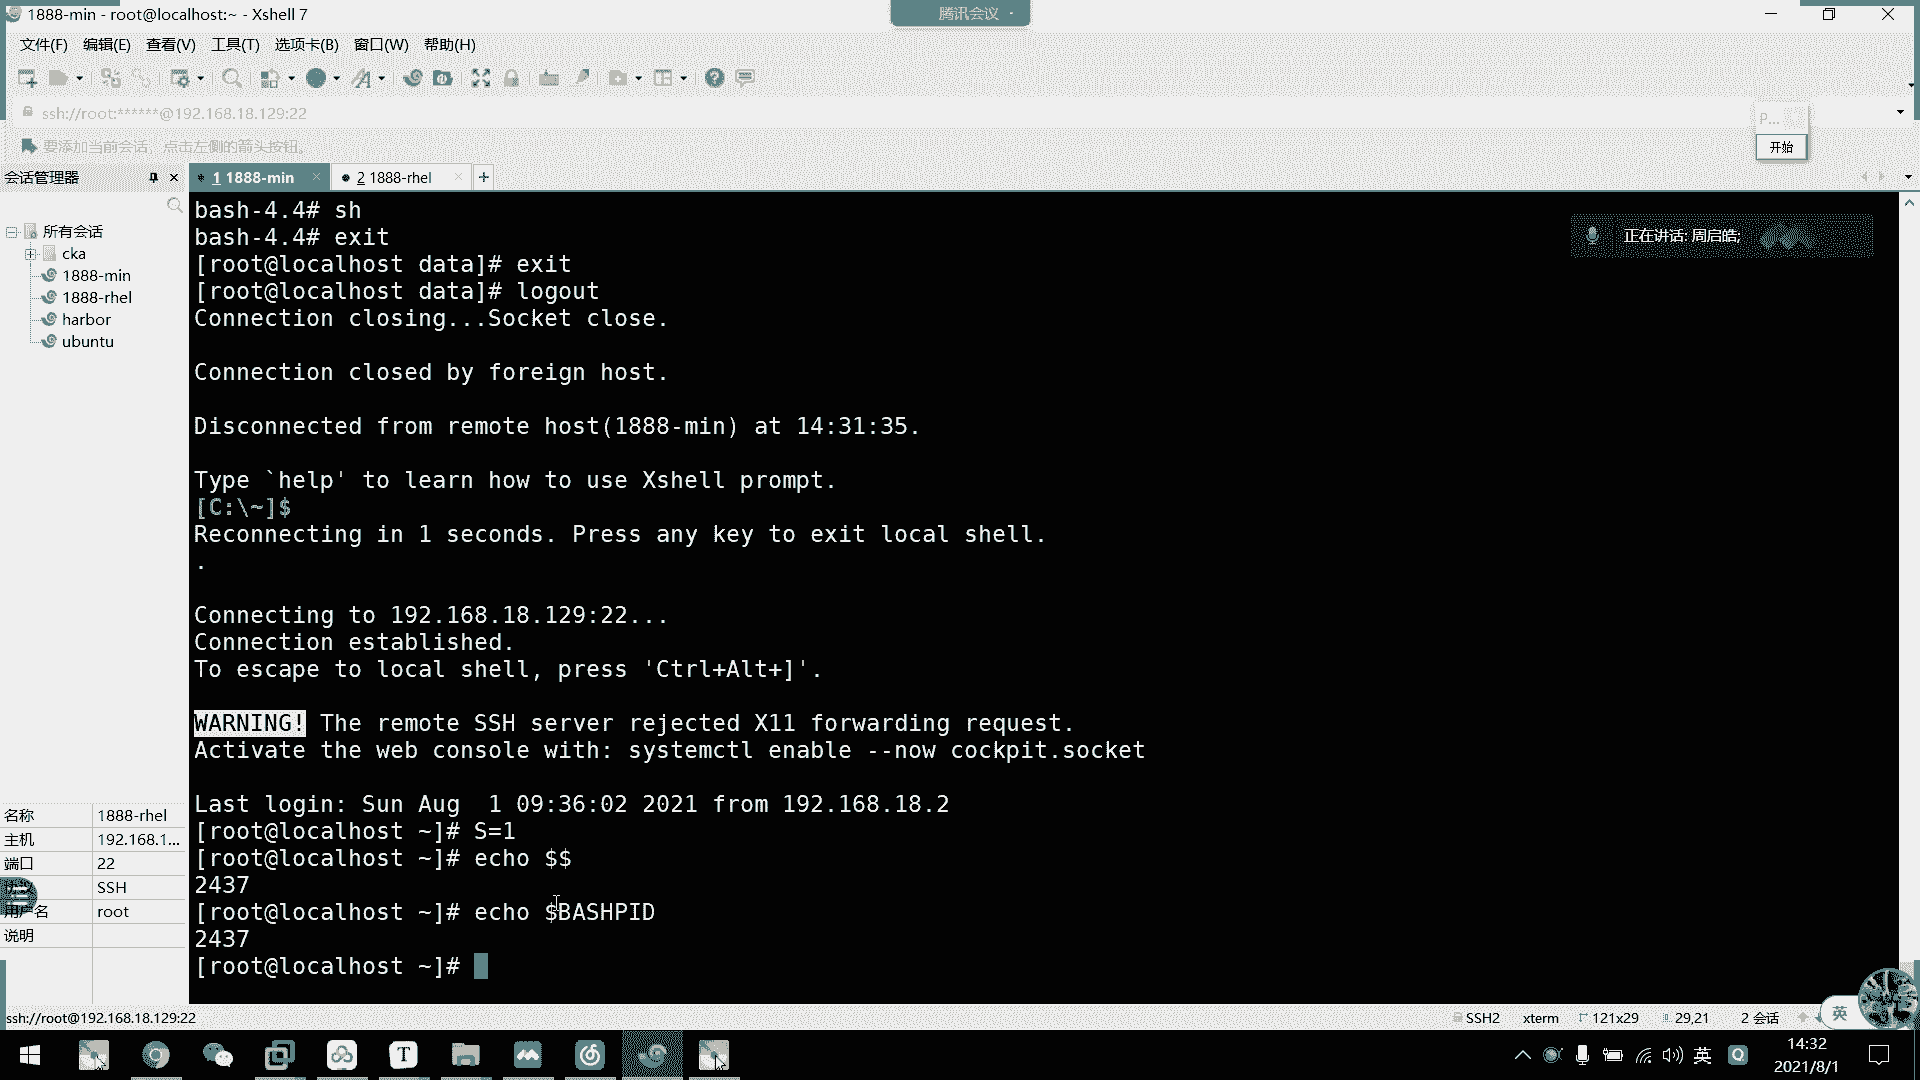 1888-min - root@localhost:~ - Xshell 7
腾讯会议
文件(F) 编辑(E) 查看(V) 工具(T) 选项卡(B) 窗口(W) 帮助(H)
ssh://root:******@192.168.18.129:22
P...
要添加当前会话，点击左侧的箭头按钮。
开始
会话管理器
1 1888-min
2 1888-rhel
所有会话
cka
1888-min
1888-rhel
harbor
ubuntu
正在讲话: 周启皓;
bash-4.4# sh
bash-4.4# exit
[root@localhost data]# exit
[root@localhost data]# logout
Connection closing...Socket close.
Connection closed by foreign host.
Disconnected from remote host(1888-min) at 14:31:35.
Type `help' to learn how to use Xshell prompt.
[C:\~]$
Reconnecting in 1 seconds. Press any key to exit local shell.
.
Connecting to 192.168.18.129:22...
Connection established.
To escape to local shell, press 'Ctrl+Alt+]'.
WARNING! The remote SSH server rejected X11 forwarding request.
Activate the web console with: systemctl enable --now cockpit.socket
Last login: Sun Aug  1 09:36:02 2021 from 192.168.18.2
[root@localhost ~]# S=1
[root@localhost ~]# echo $$
2437
[root@localhost ~]# echo $BASHPID
2437
[root@localhost ~]#
名称 1888-rhel
主机 192.168.1...
端口 22
SSH
用户名 root
说明
ssh://root@192.168.18.129:22
SSH2 xterm 121x29 29,21 2 会话
英
T
英
14:32
2021/8/1